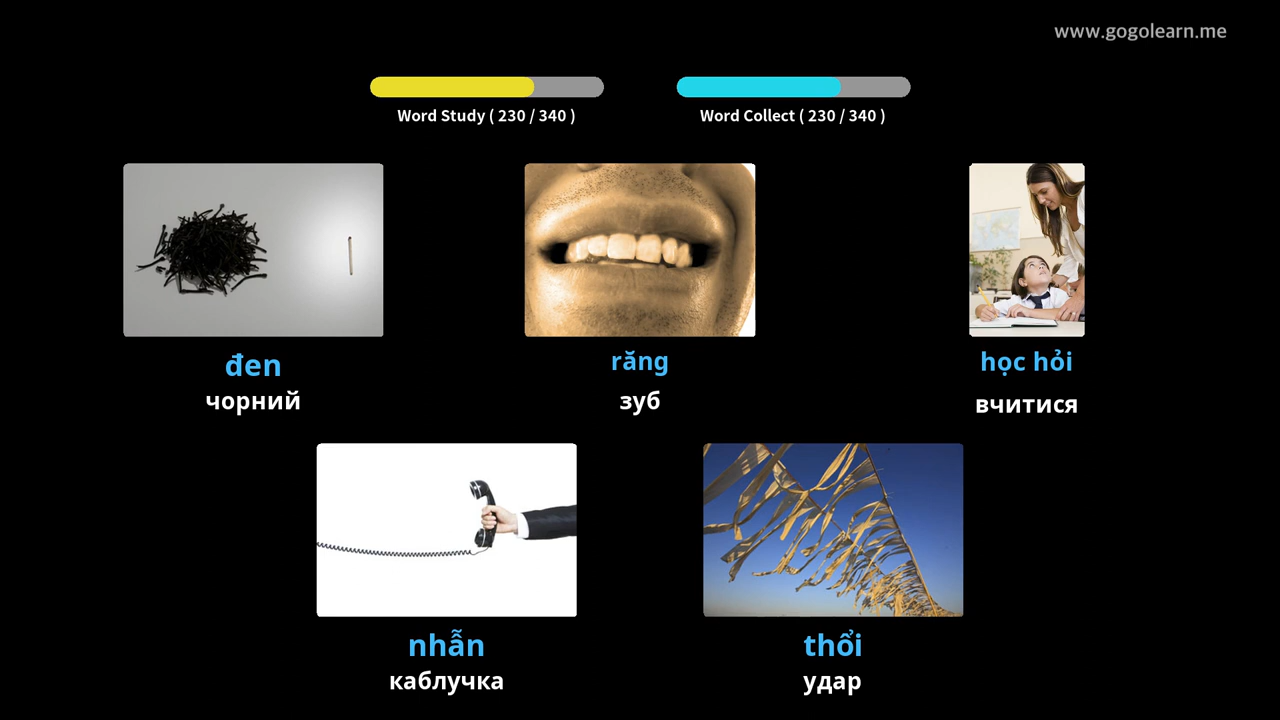 www.gogolearn.me
Word Study ( 230 / 340 )
Word Collect ( 230 / 340 )
đen
чорний
răng
зуб
học hỏi
вчитися
nhẫn
каблучка
thổi
удар